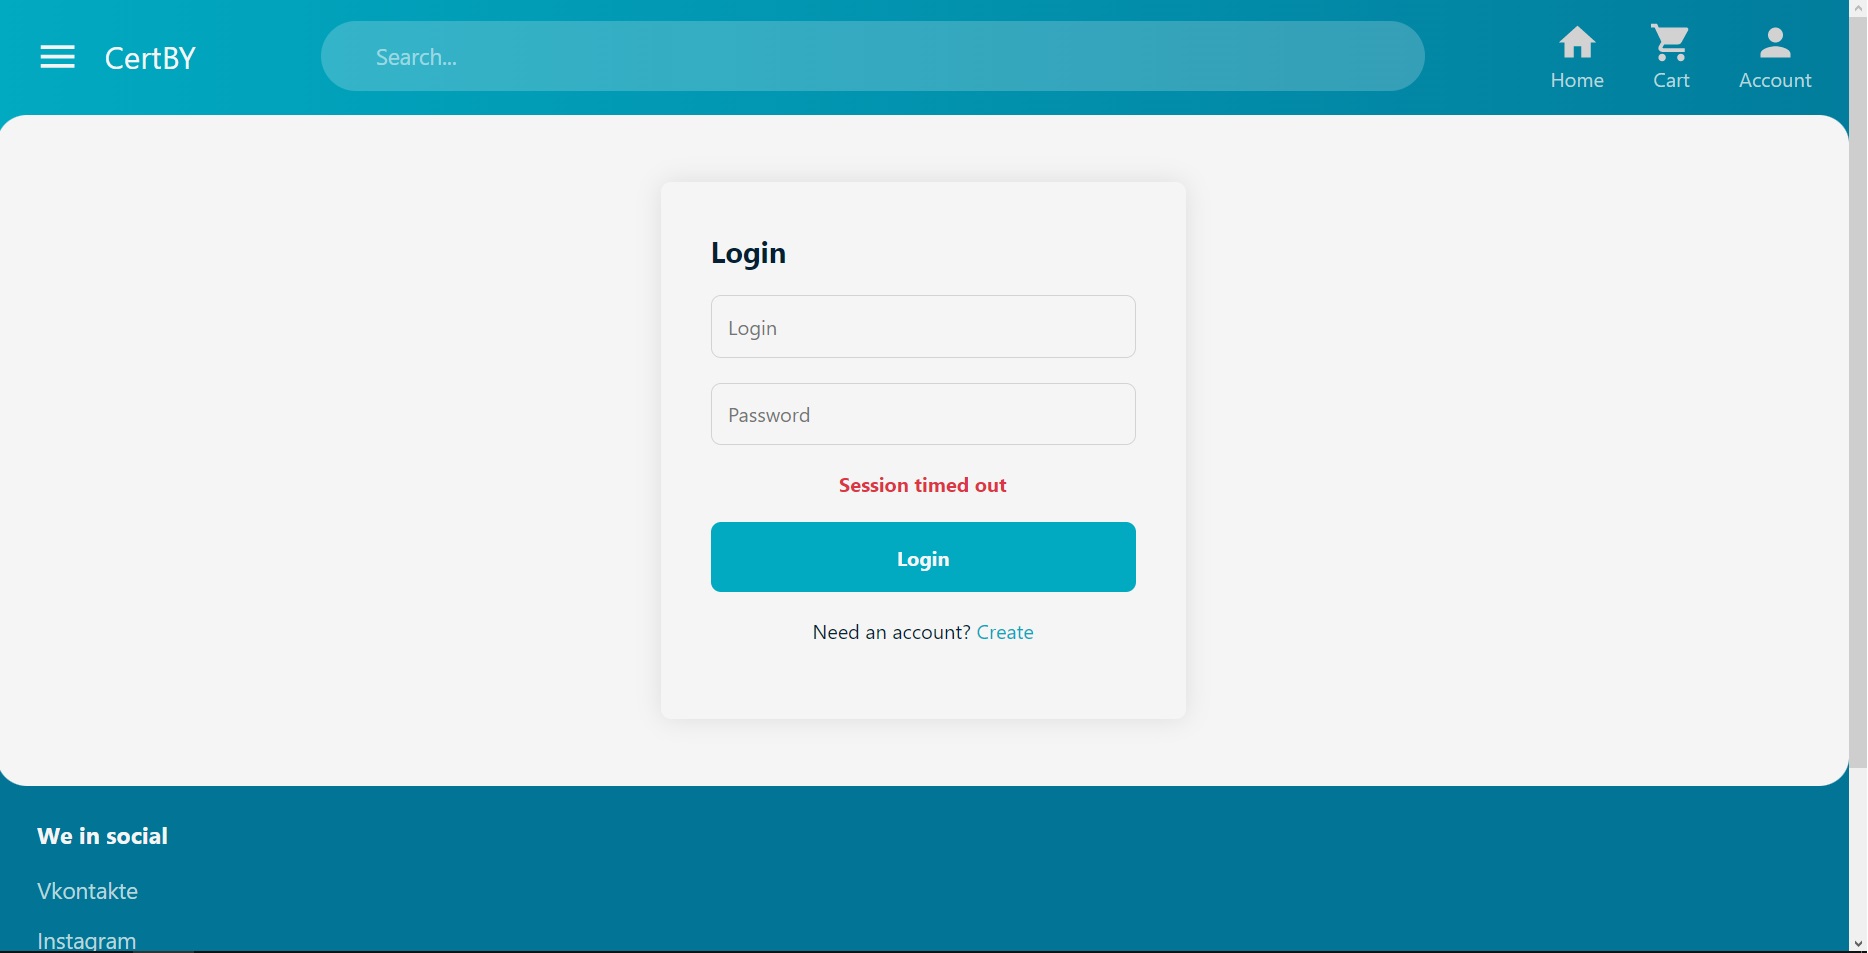 CertBY
Search...
Home
Cart
Account
Login
Login
Password
Session timed out
Login
Need an account? Create
We in social
Vkontakte
Instagram